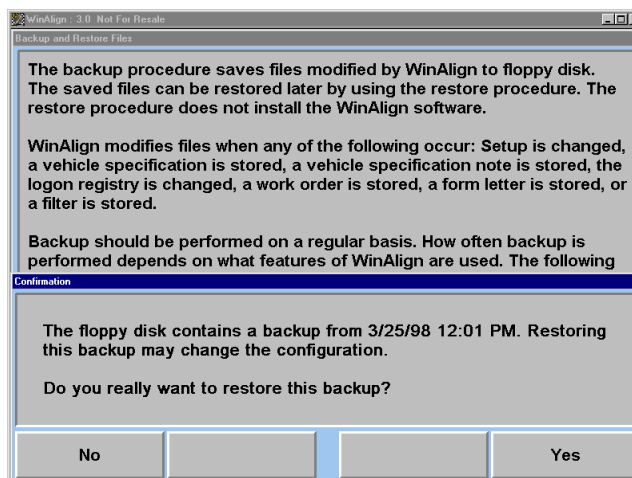 WinAlign : 3.0 Not For Resale
Backup and Restore Files
The backup procedure saves files modified by WinAlign to floppy disk.
The saved files can be restored later by using the restore procedure. The
restore procedure does not install the WinAlign software.
WinAlign modifies files when any of the following occur: Setup is changed,
a vehicle specification is stored, a vehicle specification note is stored, the
logon registry is changed, a work order is stored, a form letter is stored, or
a filter is stored.
Backup should be performed on a regular basis. How often backup is
performed depends on what features of WinAlign are used. The following
Confirmation
The floppy disk contains a backup from 3/25/98 12:01 PM. Restoring
this backup may change the configuration.
Do you really want to restore this backup?
No
Yes